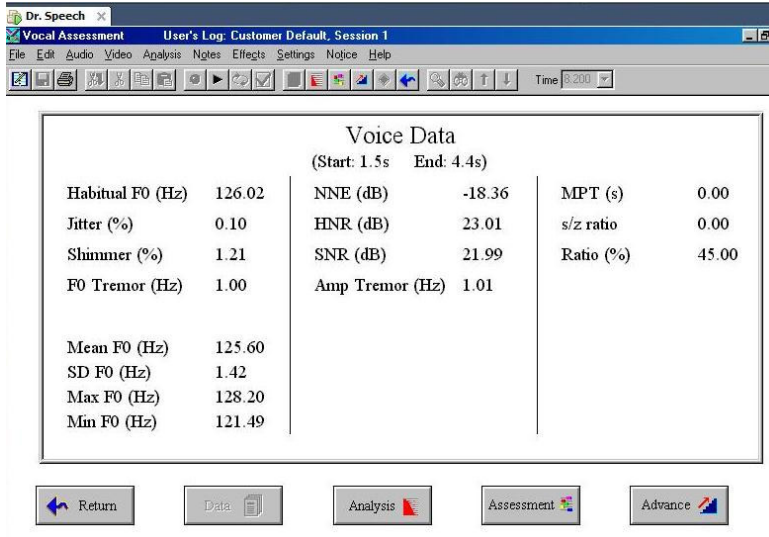 Dr. Speech
Vocal Assessment User's Log: Customer Default, Session 1
File Edit Audio Video Analysis Notes Effects Settings Notice Help
Time 8.200
Voice Data
(Start: 1.5s End: 4.4s)
Habitual F0 (Hz) 126.02 NNE (dB) -18.36 MPT (s) 0.00
Jitter (%) 0.10 HNR (dB) 23.01 s/z ratio 0.00
Shimmer (%) 1.21 SNR (dB) 21.99 Ratio (%) 45.00
F0 Tremor (Hz) 1.00 Amp Tremor (Hz) 1.01
Mean F0 (Hz) 125.60
SD F0 (Hz) 1.42
Max F0 (Hz) 128.20
Min F0 (Hz) 121.49
Return Data Analysis Assessment Advance